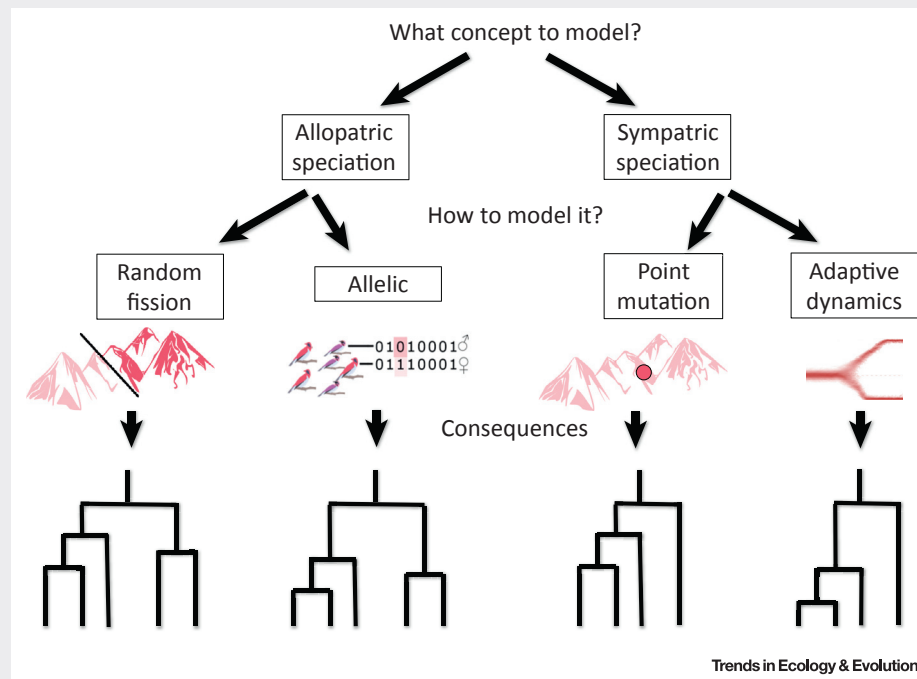 What concept to model?
Allopatric
speciation
Sympatric
speciation
How to model it?
Random
fission
Allelic
Point
mutation
Adaptive
dynamics
01010001♂
01110001♀
Consequences
Trends in Ecology & Evolution